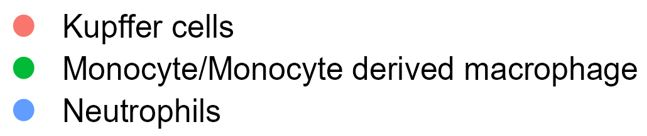 Kupffer cells
Monocyte/Monocyte derived macrophage
Neutrophils